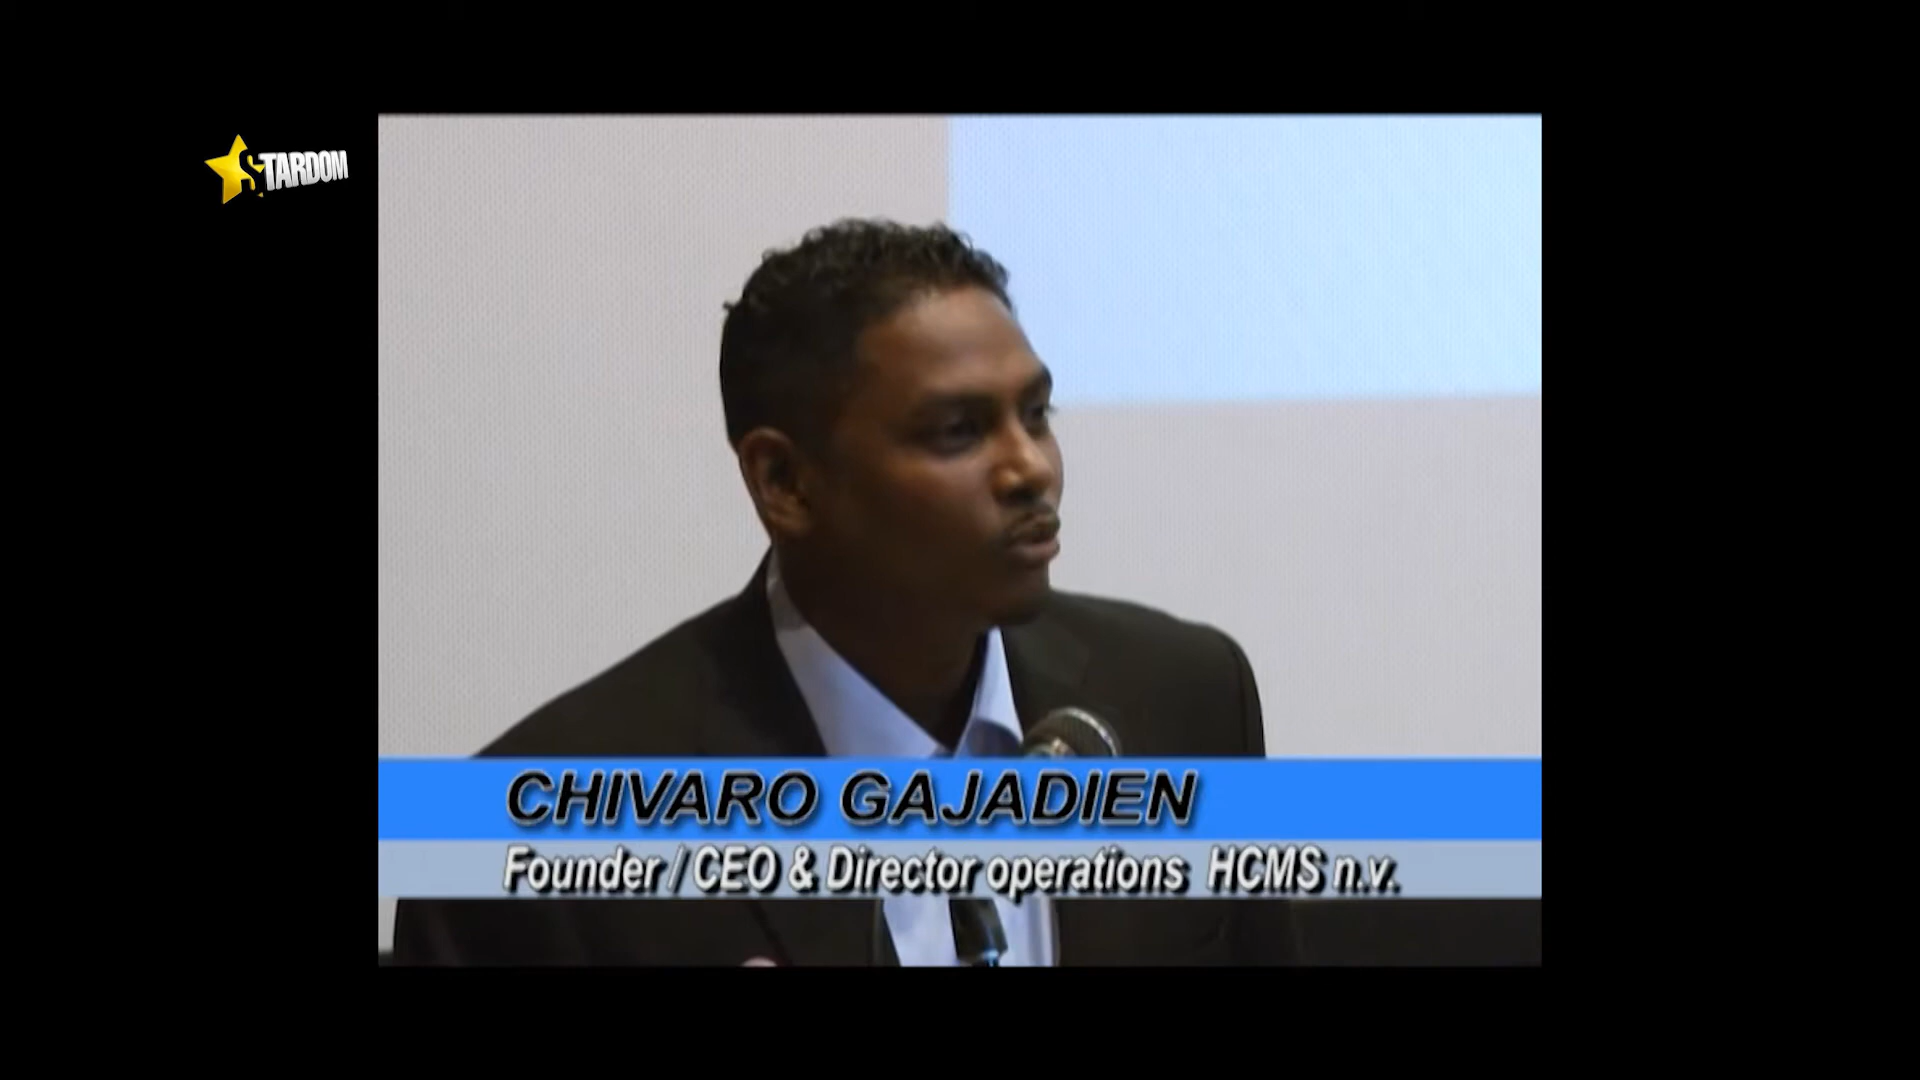 STARDOM
CHIVARO GAJADIEN
Founder / CEO & Director operations HCMS n.v.